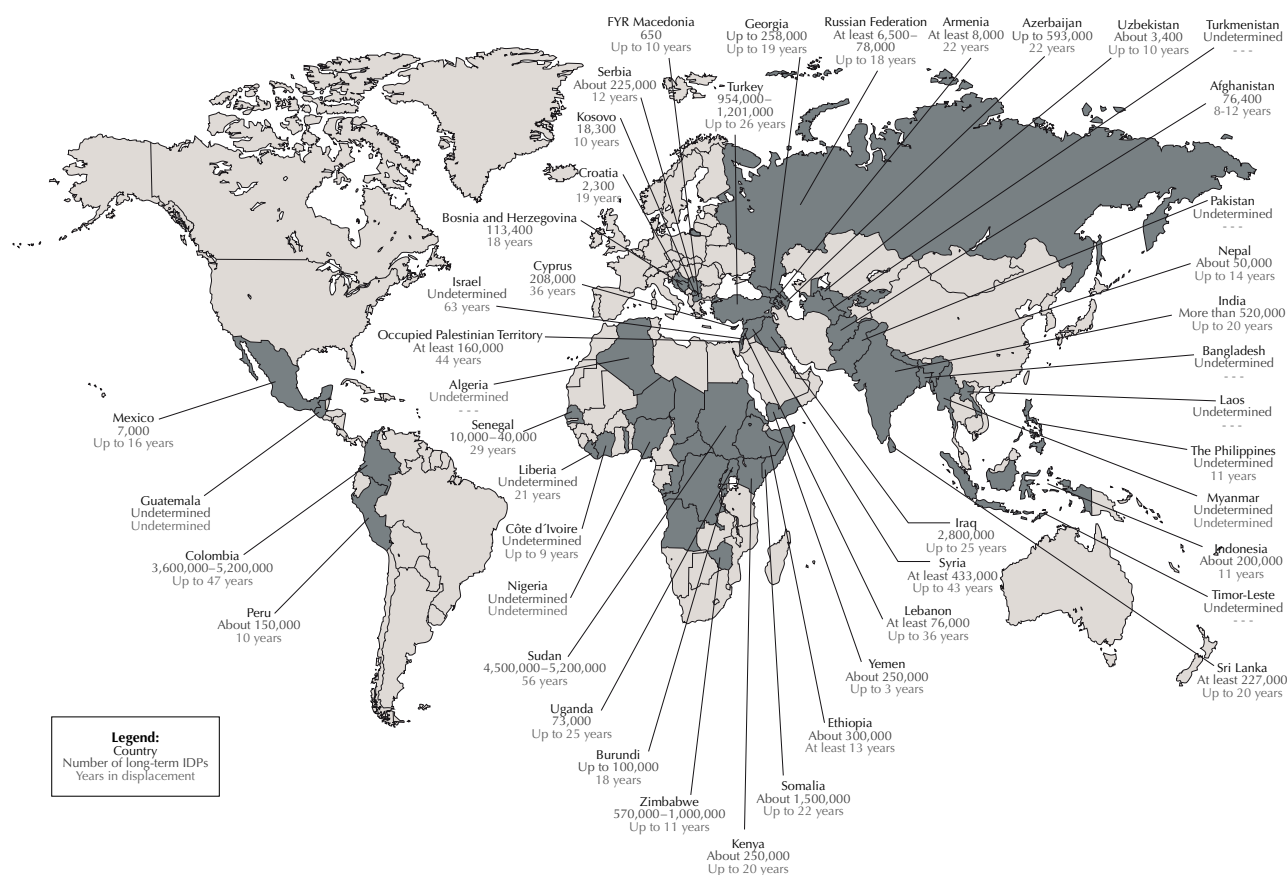 FYR Macedonia
650
Up to 10 years
Georgia
Up to 258,000
Up to 19 years
Russian Federation
At least 6,500–
78,000
Up to 18 years
Armenia
At least 8,000
22 years
Azerbaijan
Up to 593,000
22 years
Uzbekistan
About 3,400
Up to 10 years
Turkmenistan
Undetermined
- - -
Serbia
About 225,000
12 years
Turkey
954,000–
1,201,000
Up to 26 years
Afghanistan
76,400
8-12 years
Kosovo
18,300
10 years
Croatia
2,300
19 years
Bosnia and Herzegovina
113,400
18 years
Pakistan
Undetermined
- - -
Nepal
About 50,000
Up to 14 years
Cyprus
208,000
36 years
Israel
Undetermined
63 years
India
More than 520,000
Up to 20 years
Occupied Palestinian Territory
At least 160,000
44 years
Bangladesh
Undetermined
- - -
Algeria
Undetermined
- - -
Laos
Undetermined
- - -
Mexico
7,000
Up to 16 years
Senegal
10,000–40,000
29 years
The Philippines
Undetermined
11 years
Liberia
Undetermined
21 years
Guatemala
Undetermined
Undetermined
Myanmar
Undetermined
Undetermined
Côte d´Ivoire
Undetermined
Up to 9 years
Iraq
2,800,000
Up to 25 years
Colombia
3,600,000–5,200,000
Up to 47 years
Indonesia
About 200,000
11 years
Syria
At least 433,000
Up to 43 years
Nigeria
Undetermined
Undetermined
Timor-Leste
Undetermined
- - -
Peru
About 150,000
10 years
Lebanon
At least 76,000
Up to 36 years
Sudan
4,500,000–5,200,000
56 years
Yemen
About 250,000
Up to 3 years
Sri Lanka
At least 227,000
Up to 20 years
Uganda
73,000
Up to 25 years
Ethiopia
About 300,000
At least 13 years
Legend:
Country
Number of long-term IDPs
Years in displacement
Burundi
Up to 100,000
18 years
Somalia
About 1,500,000
Up to 22 years
Zimbabwe
570,000–1,000,000
Up to 11 years
Kenya
About 250,000
Up to 20 years